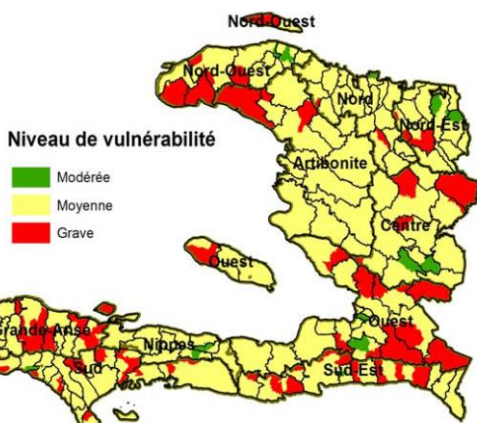 Nord-Ouest
Nord-Ouest
Nord
Nord-Est
Niveau de vulnérabilité
Modérée
Moyenne
Grave
Artibonite
Centre
Ouest
Ouest
Grande Anse
Nippes
Sud
Sud-Est